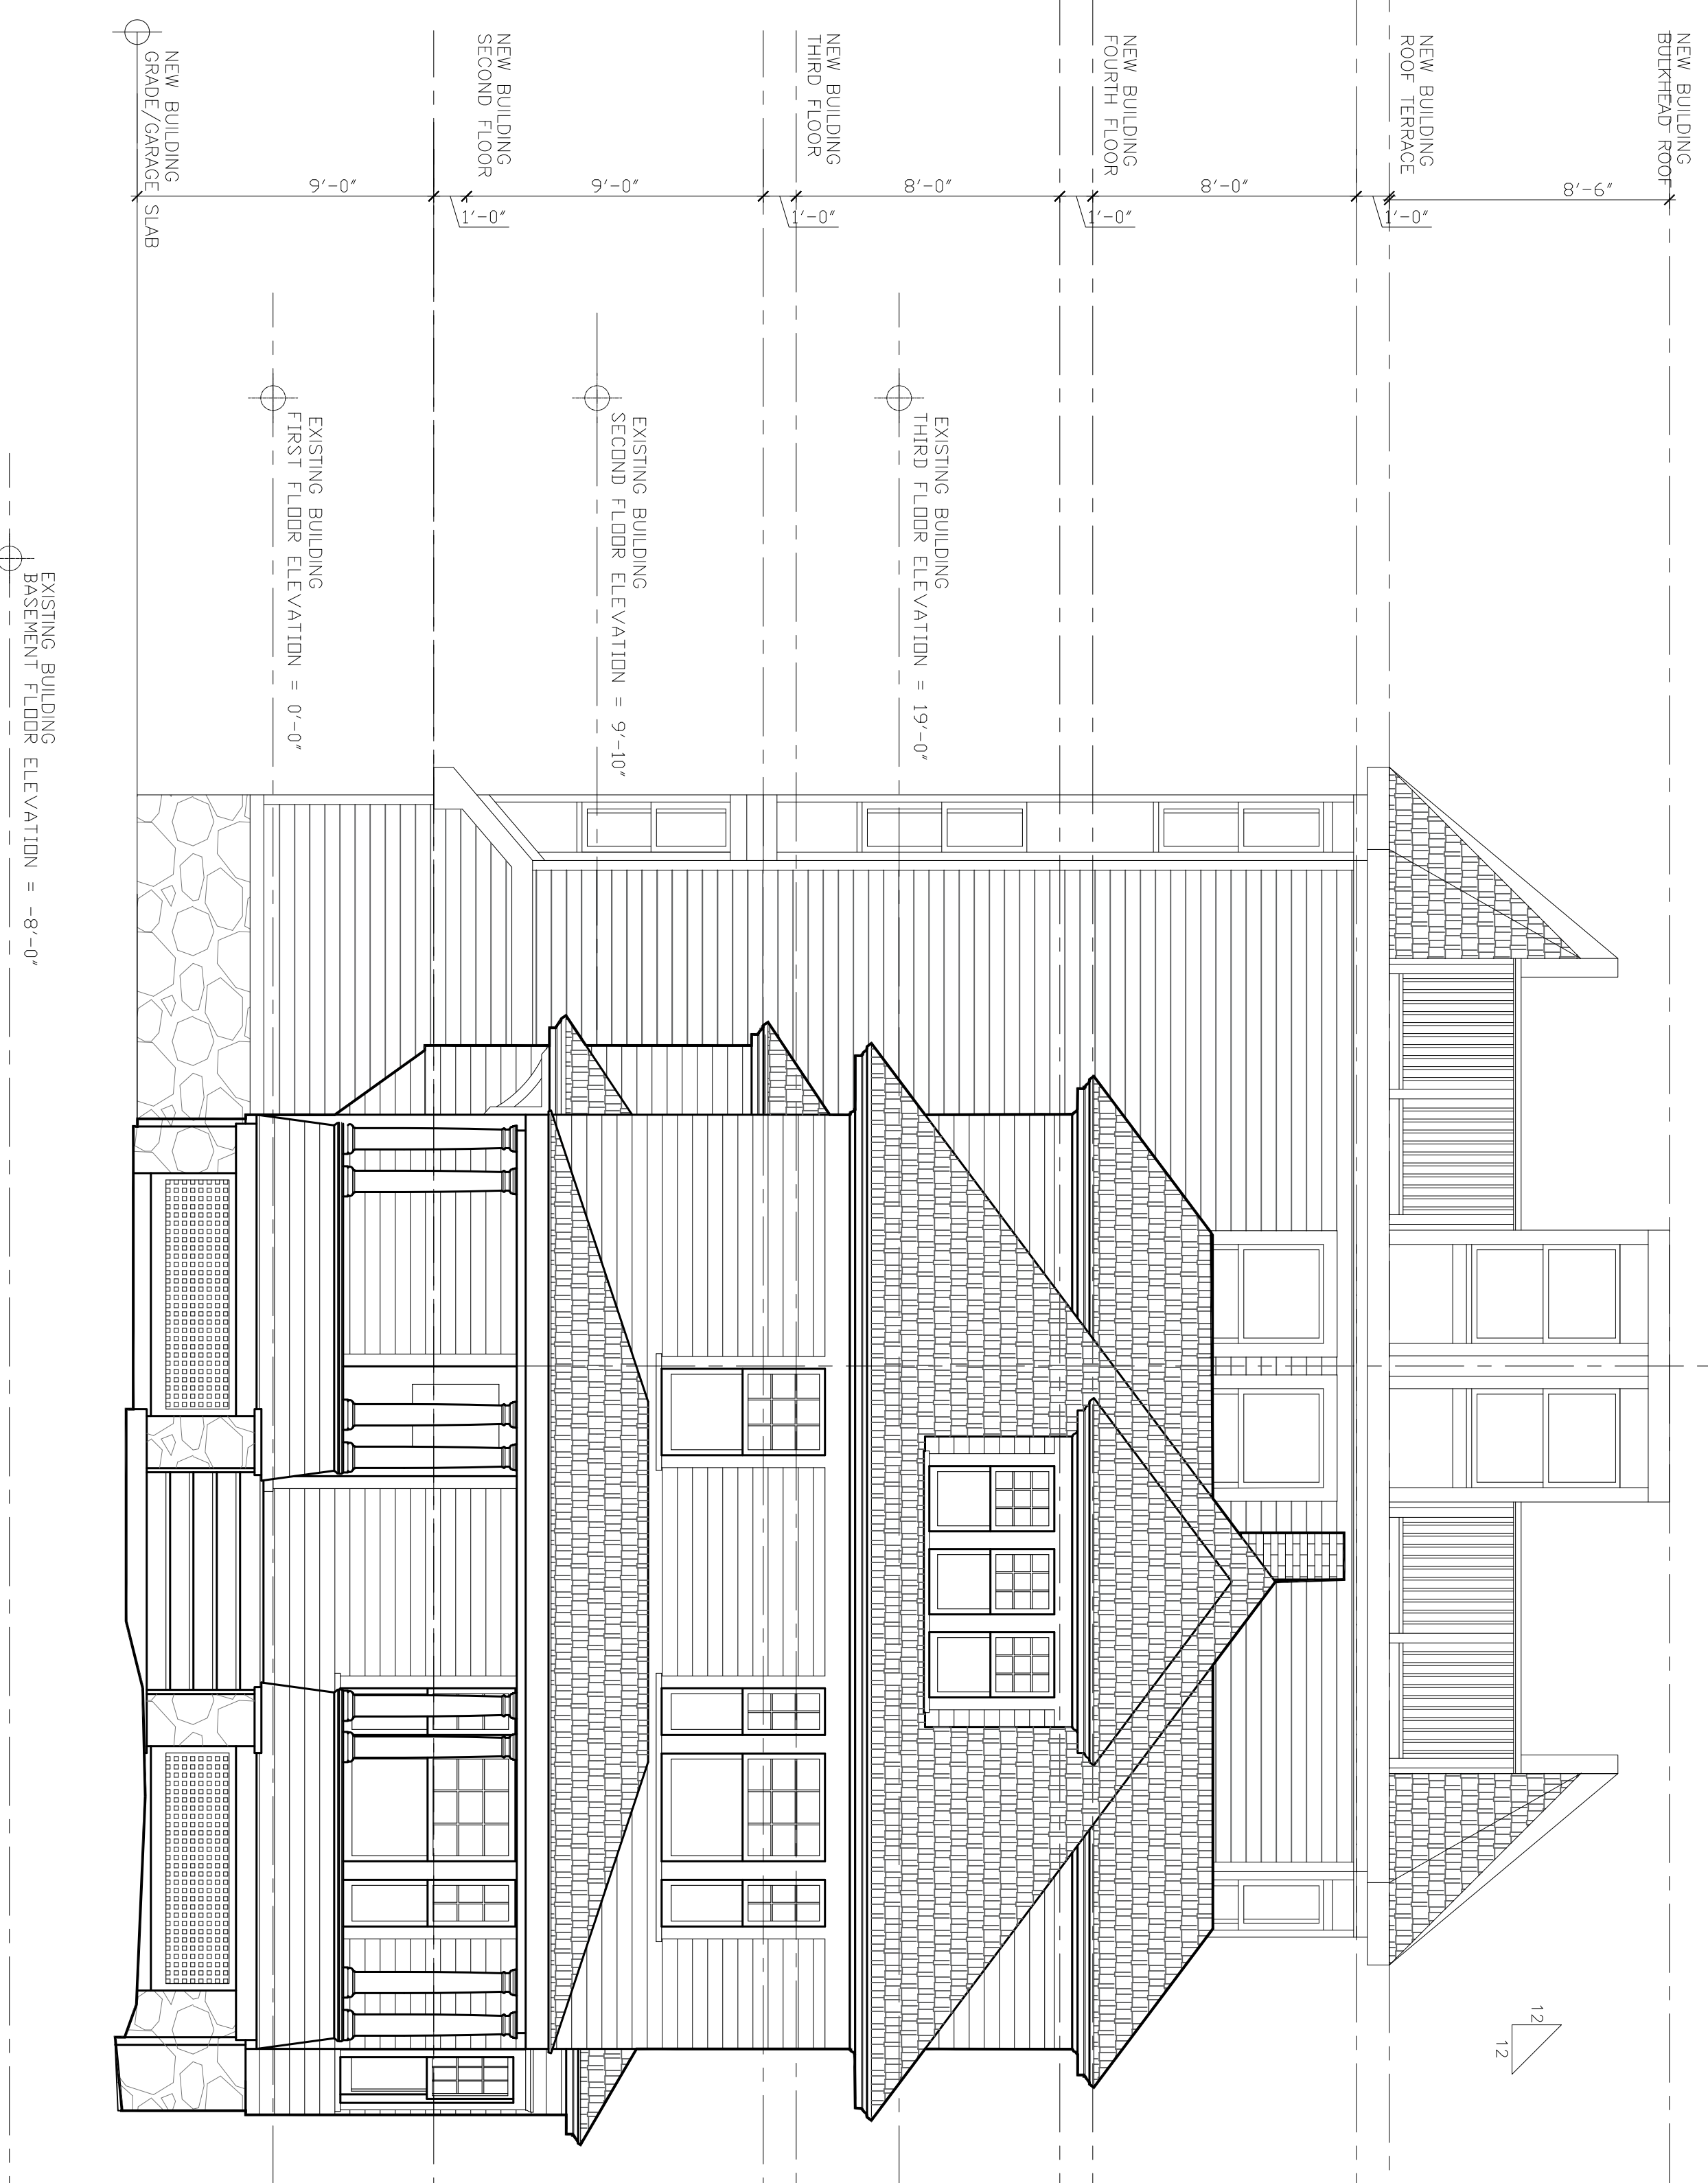 NEW BUILDING
BULKHEAD ROOF
8'-6"
NEW BUILDING
ROOF TERRACE
1'-0"
8'-0"
NEW BUILDING
FOURTH FLOOR
1'-0"
8'-0"
NEW BUILDING
THIRD FLOOR
1'-0"
9'-0"
NEW BUILDING
SECOND FLOOR
1'-0"
9'-0"
NEW BUILDING
GRADE/GARAGE SLAB
EXISTING BUILDING
THIRD FLOOR ELEVATION = 19'-0"
EXISTING BUILDING
SECOND FLOOR ELEVATION = 9'-10"
EXISTING BUILDING
FIRST FLOOR ELEVATION = 0'-0"
EXISTING BUILDING
BASEMENT FLOOR ELEVATION = -8'-0"
12
12